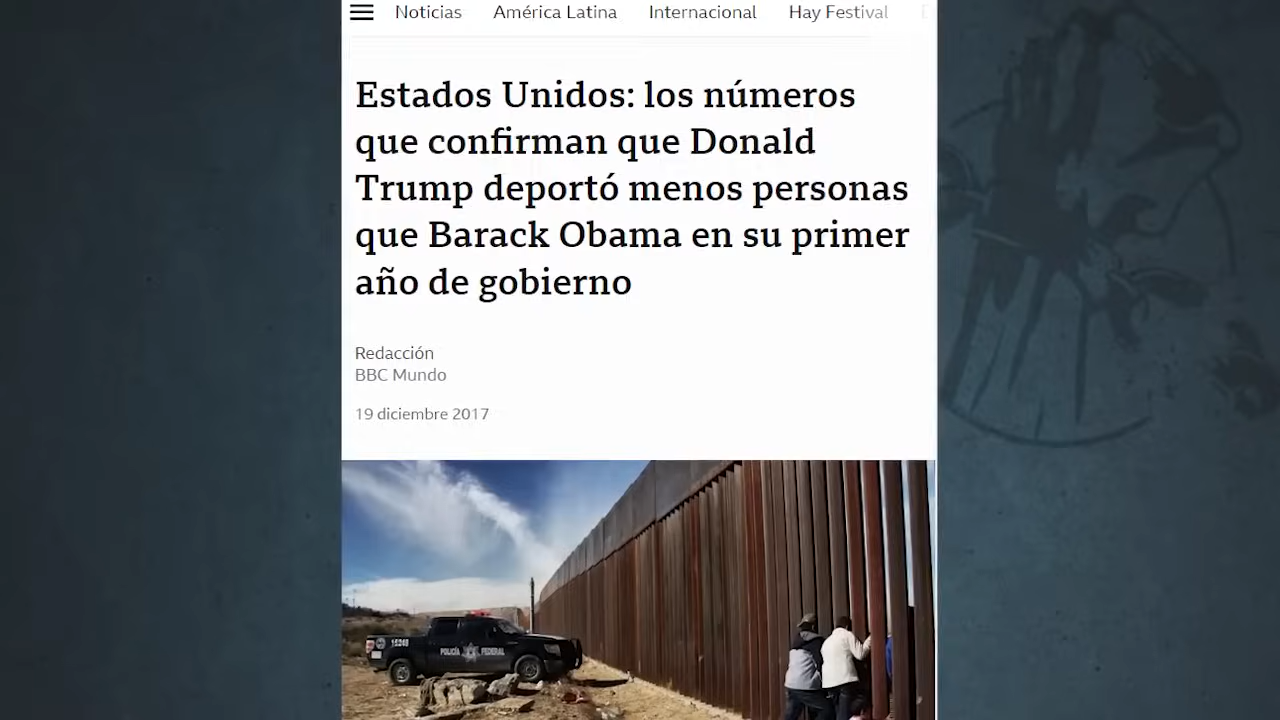 Noticias América Latina Internacional Hay Festival
Estados Unidos: los números
que confirman que Donald
Trump deportó menos personas
que Barack Obama en su primer
año de gobierno
Redacción
BBC Mundo
19 diciembre 2017
15240
POLICÍA FEDERAL